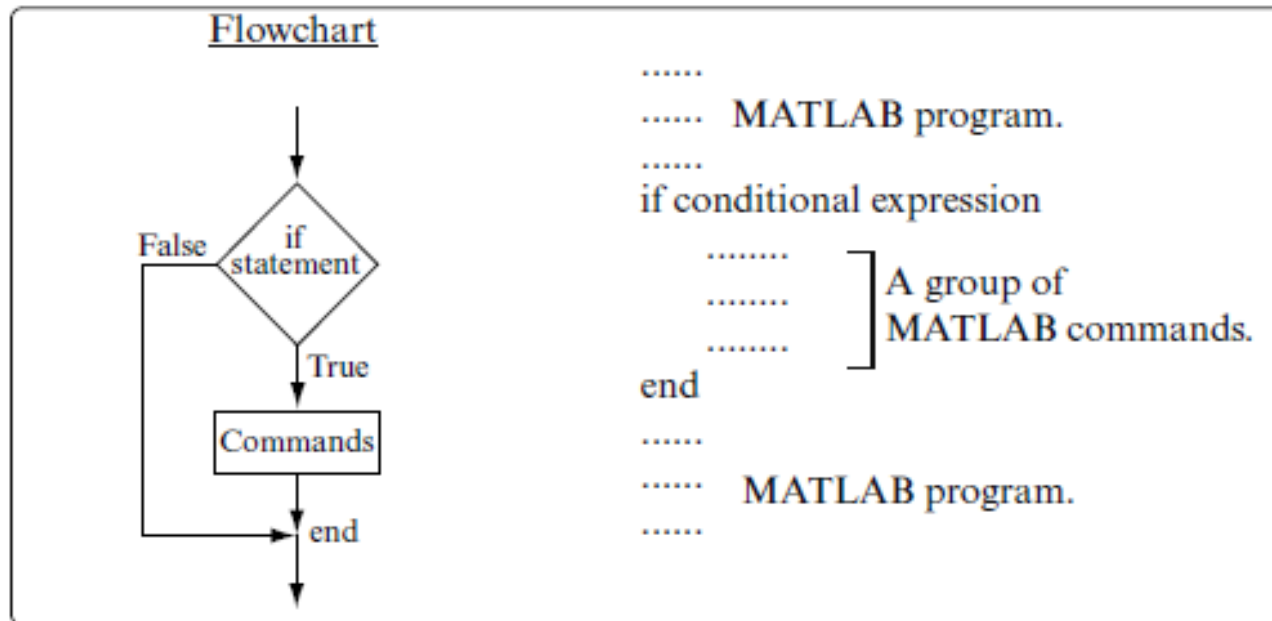 Flowchart
if
statement
False
True
Commands
end
......
...... MATLAB program.
......
if conditional expression
........
........
........
A group of
MATLAB commands.
end
......
...... MATLAB program.
......